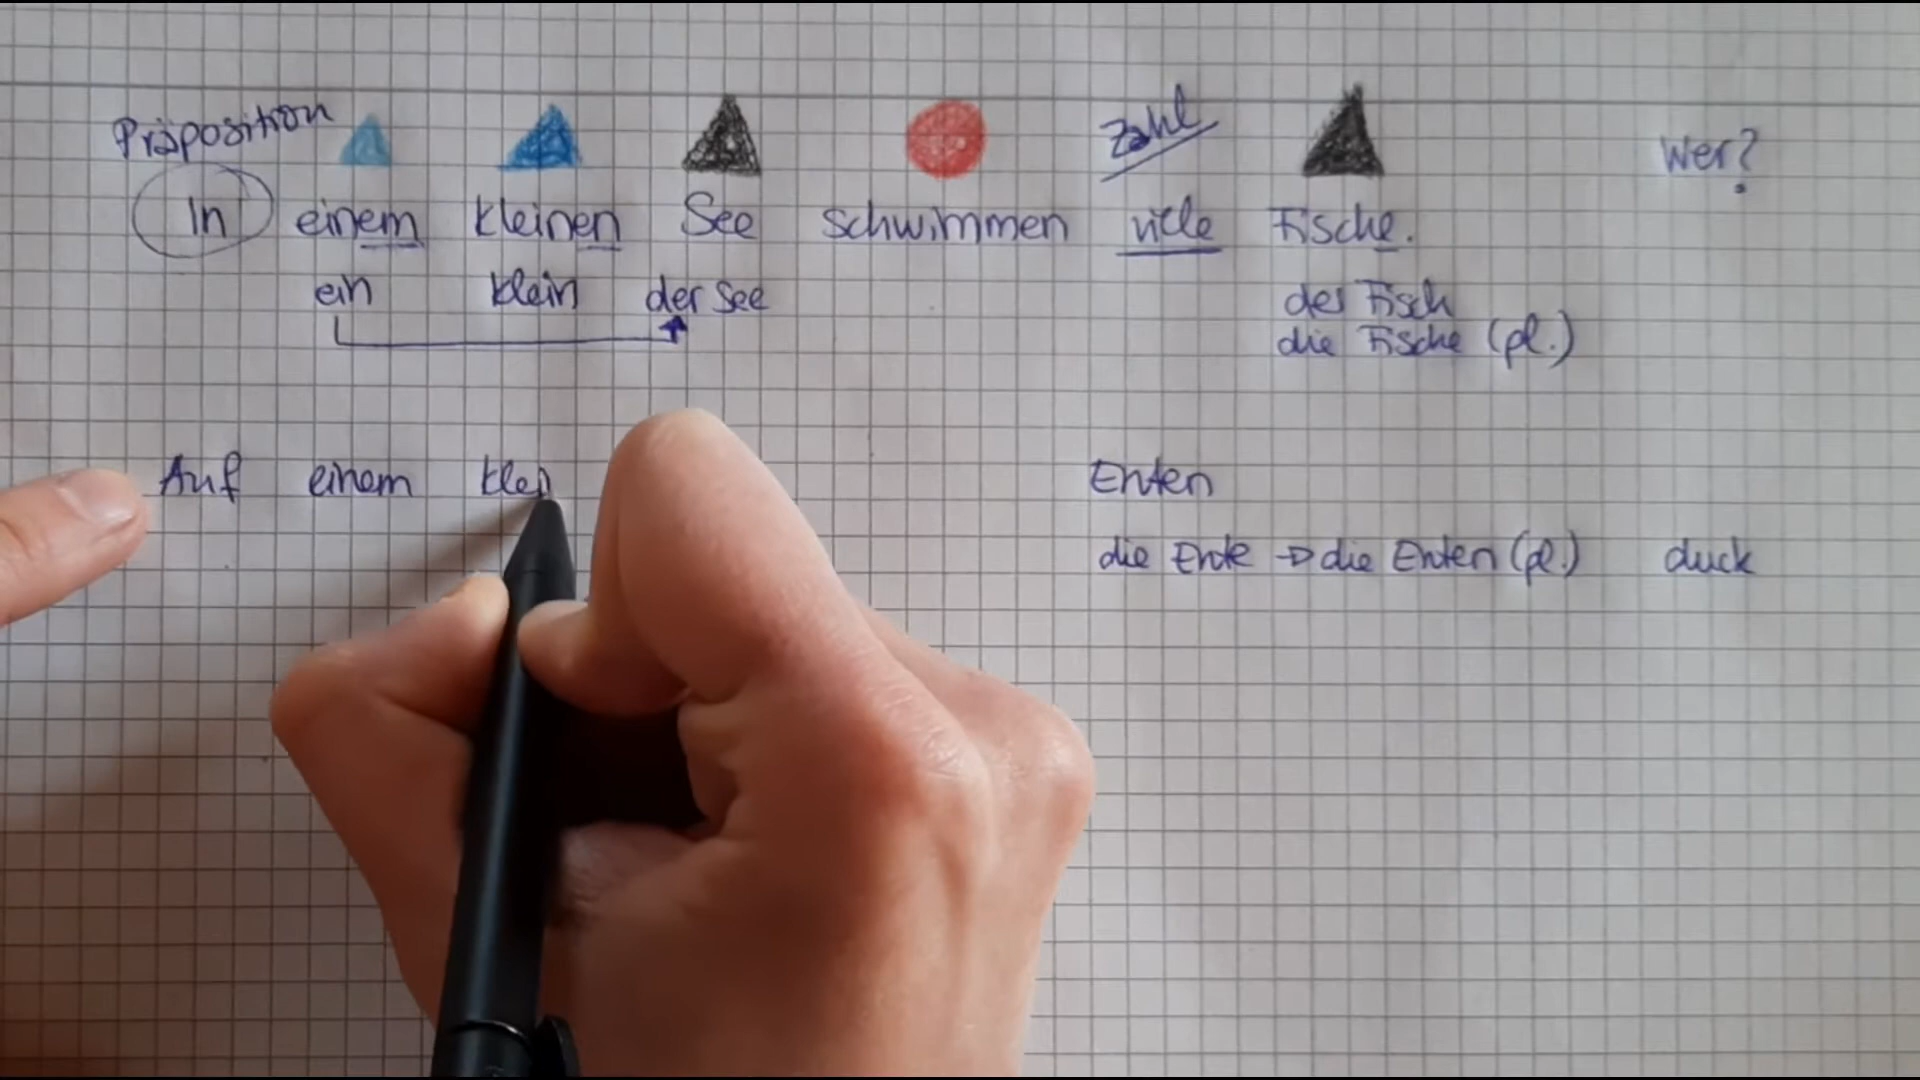 Präposition Zahl Wer?
In einem kleinen See schwimmen viele Fische.
ein klein der See der Fisch
die Fische (pl.)
Auf einem klei Enten
die Ente → die Enten (pl.) duck